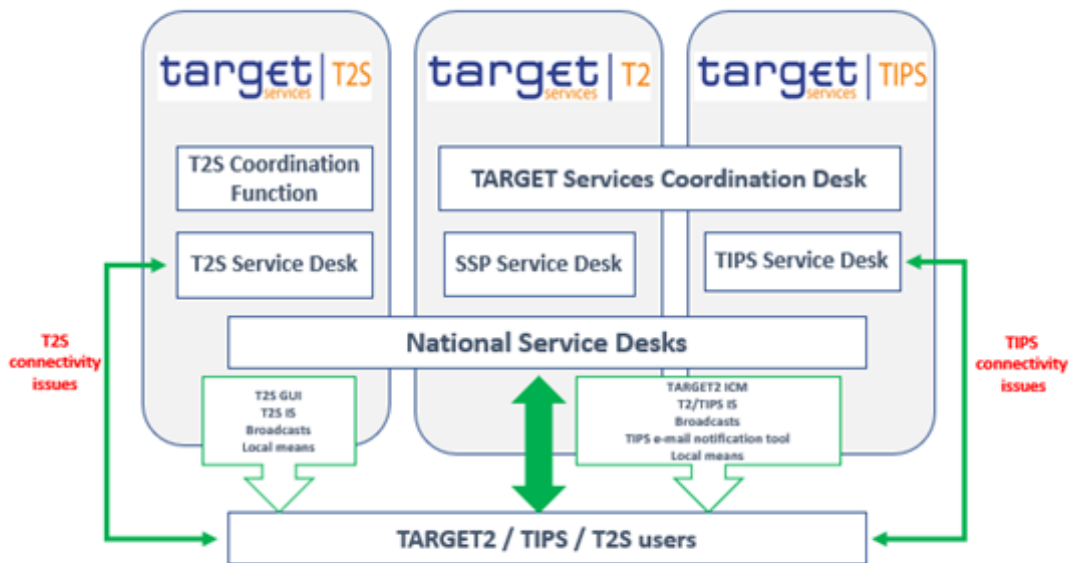 target services | T2S
target services | T2
target services | TIPS
T2S Coordination
Function
TARGET Services Coordination Desk
T2S Service Desk
SSP Service Desk
TIPS Service Desk
National Service Desks
T2S
connectivity
issues
TIPS
connectivity
issues
T2S GUI
T2S IS
Broadcasts
Local means
TARGET2 ICM
T2/TIPS IS
Broadcasts
TIPS e-mail notification tool
Local means
TARGET2 / TIPS / T2S users